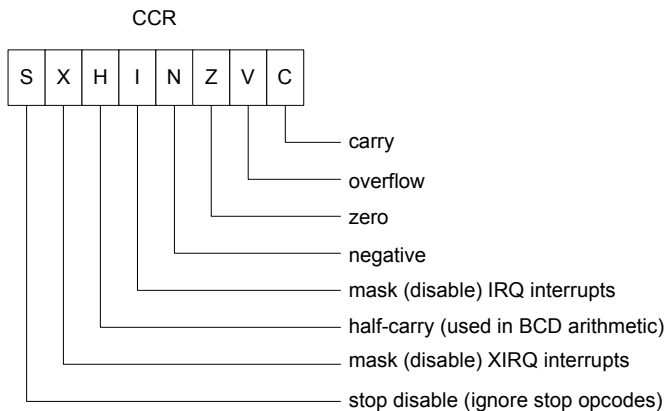 CCR
S X H I N Z V C
carry
overflow
zero
negative
mask (disable) IRQ interrupts
half-carry (used in BCD arithmetic)
mask (disable) XIRQ interrupts
stop disable (ignore stop opcodes)